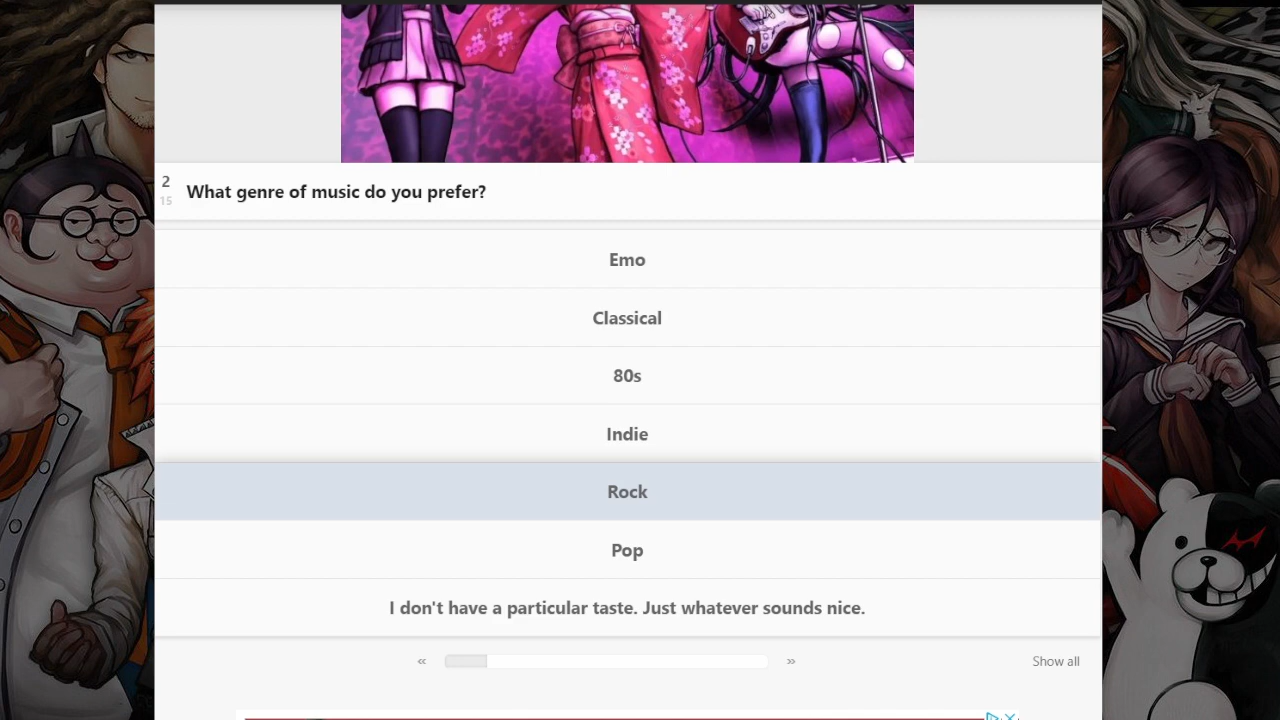 2
15
What genre of music do you prefer?
Emo
Classical
80s
Indie
Rock
Pop
I don't have a particular taste. Just whatever sounds nice.
«
»
Show all